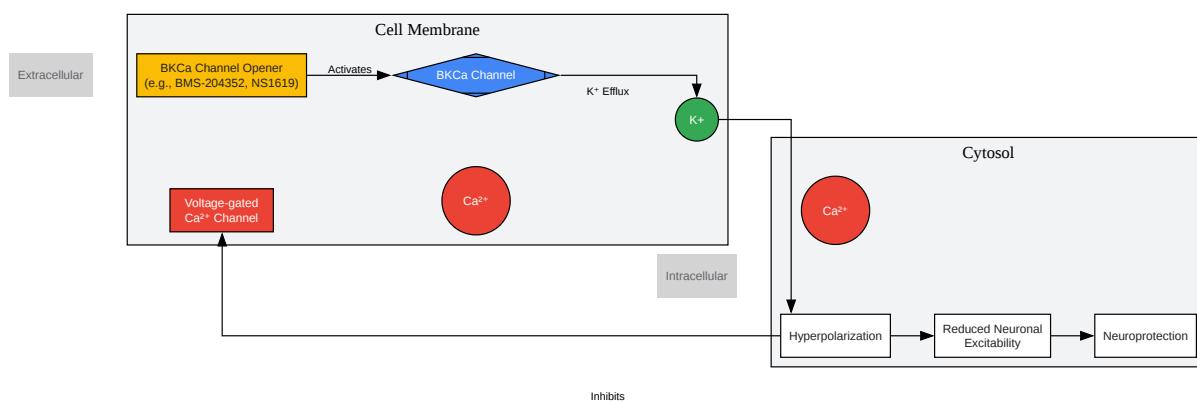 Cell Membrane
Extracellular
BKCa Channel Opener
(e.g., BMS-204352, NS1619)
Activates
BKCa Channel
K⁺ Efflux
K+
Cytosol
Voltage-gated
Ca²⁺ Channel
Ca²⁺
Ca²⁺
Intracellular
Hyperpolarization
Reduced Neuronal
Excitability
Neuroprotection
Inhibits